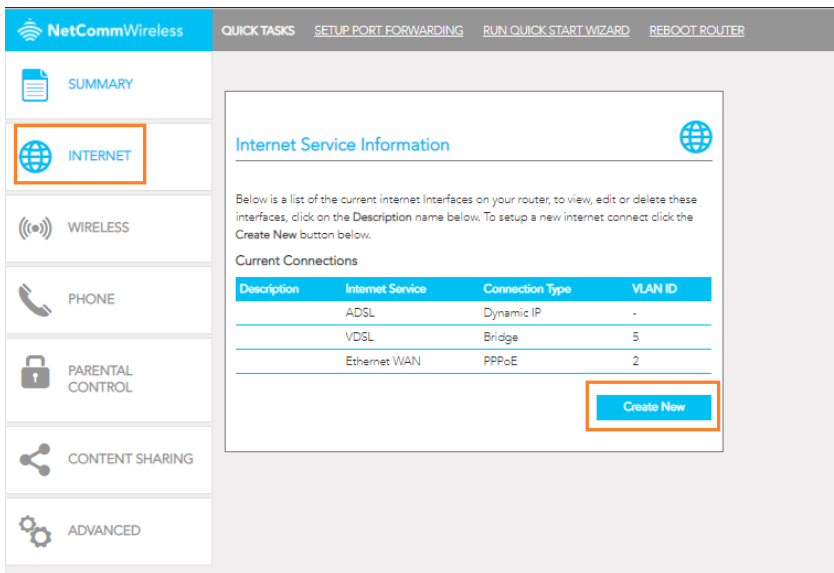 NetCommWireless
QUICK TASKS SETUP PORT FORWARDING RUN QUICK START WIZARD REBOOT ROUTER
SUMMARY
INTERNET
WIRELESS
PHONE
PARENTAL
CONTROL
CONTENT SHARING
ADVANCED
Internet Service Information
Below is a list of the current internet Interfaces on your router, to view, edit or delete these
interfaces, click on the Description name below. To setup a new internet connect click the
Create New button below.
Current Connections
Description Internet Service Connection Type VLAN ID
ADSL Dynamic IP -
VDSL Bridge 5
Ethernet WAN PPPoE 2
Create New